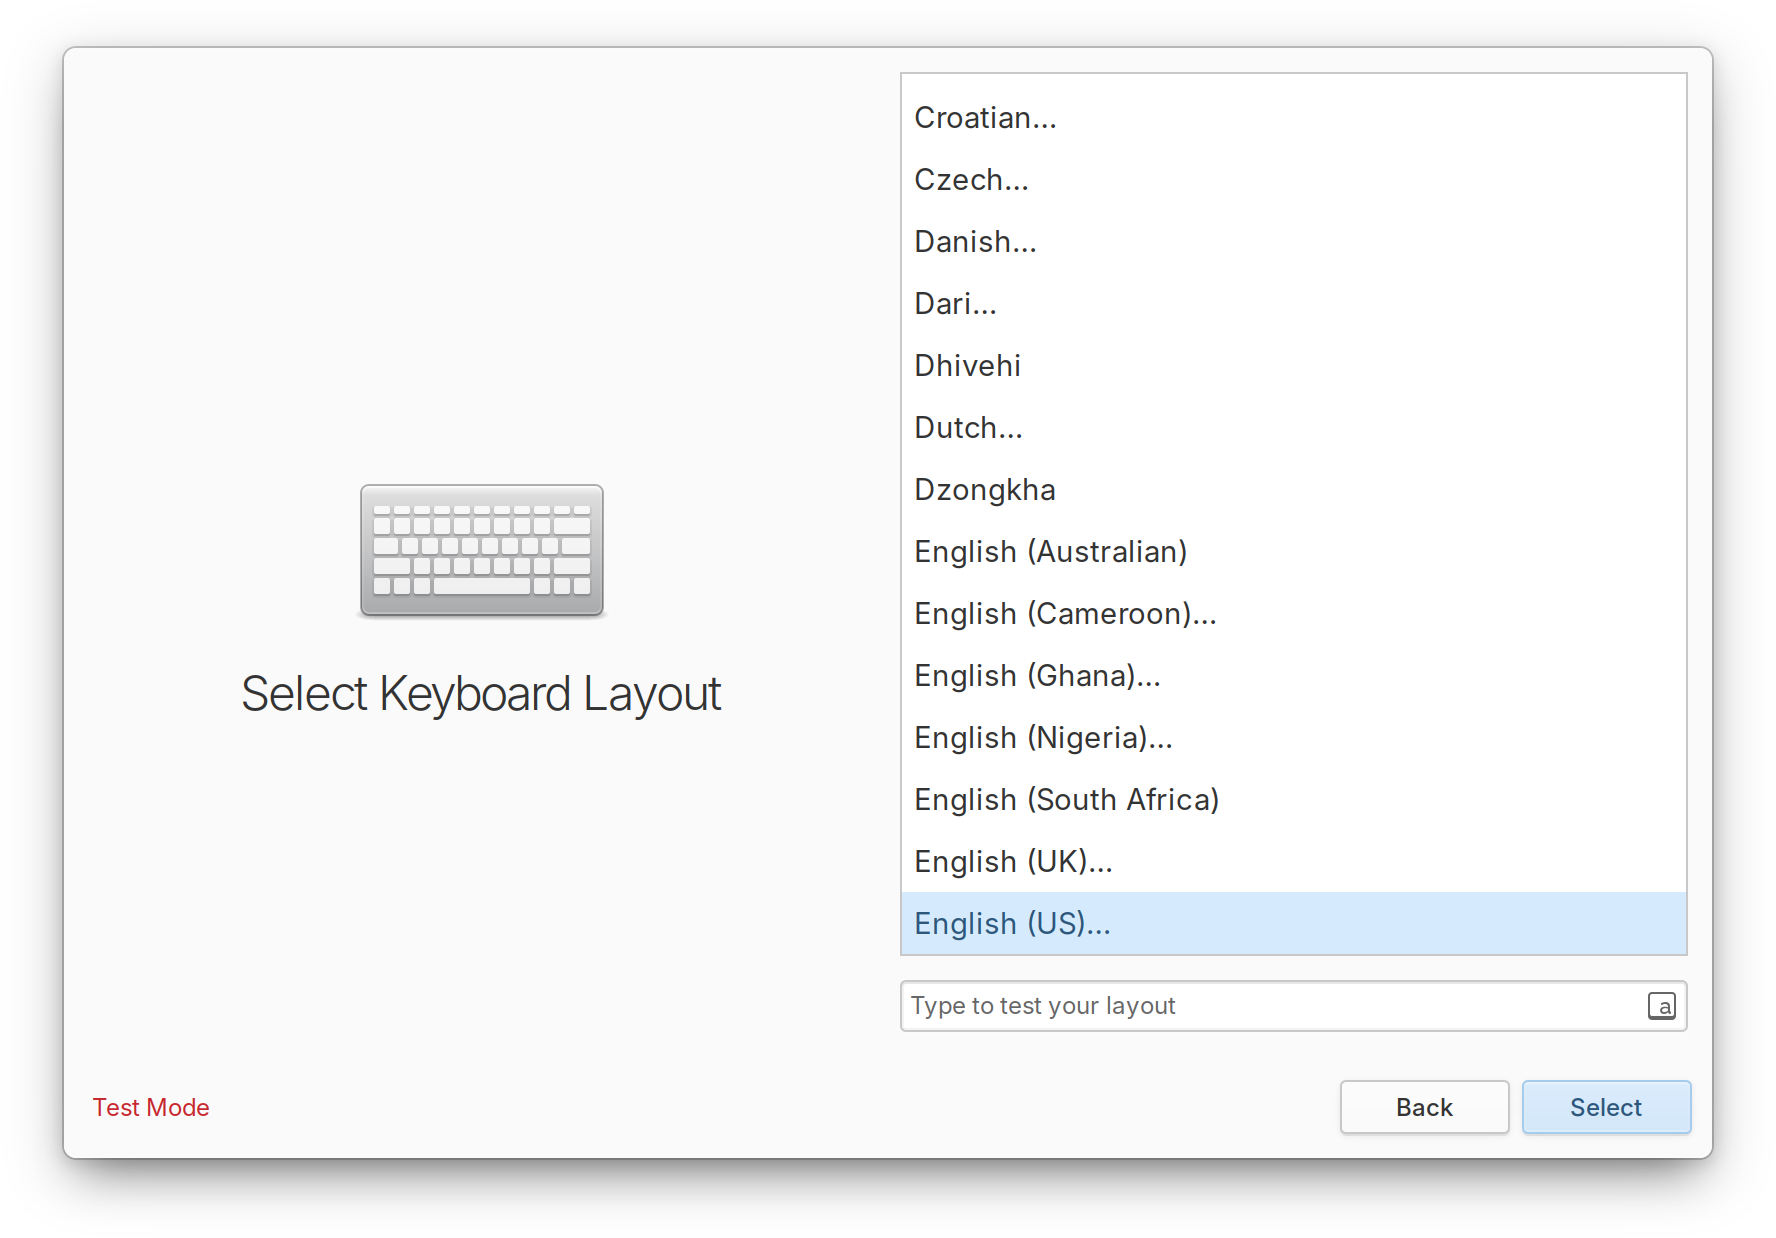 Select Keyboard Layout
Croatian...
Czech...
Danish...
Dari...
Dhivehi
Dutch...
Dzongkha
English (Australian)
English (Cameroon)...
English (Ghana)...
English (Nigeria)...
English (South Africa)
English (UK)...
English (US)...
Type to test your layout
a
Test Mode
Back
Select